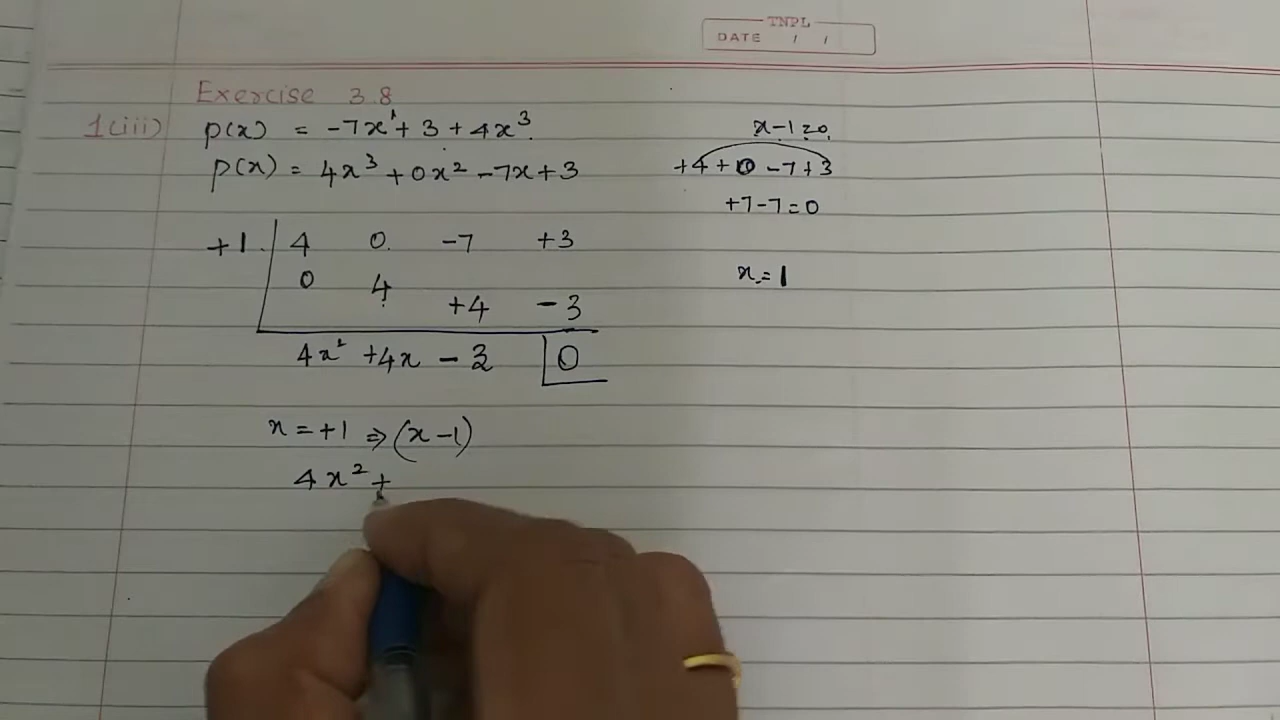 TNPL
DATE / /
Exercise 3.8
1(iii) p(x) = -7x¹ + 3 + 4x³.
x-1=0
p(x) = 4x³ + 0x² - 7x + 3
+4+0-7+3
+7-7=0
+1 4 0 -7 +3
0 4
+4 -3
x=1
4x² +4x - 3 0
x = +1 ⇒ (x-1)
4x² +